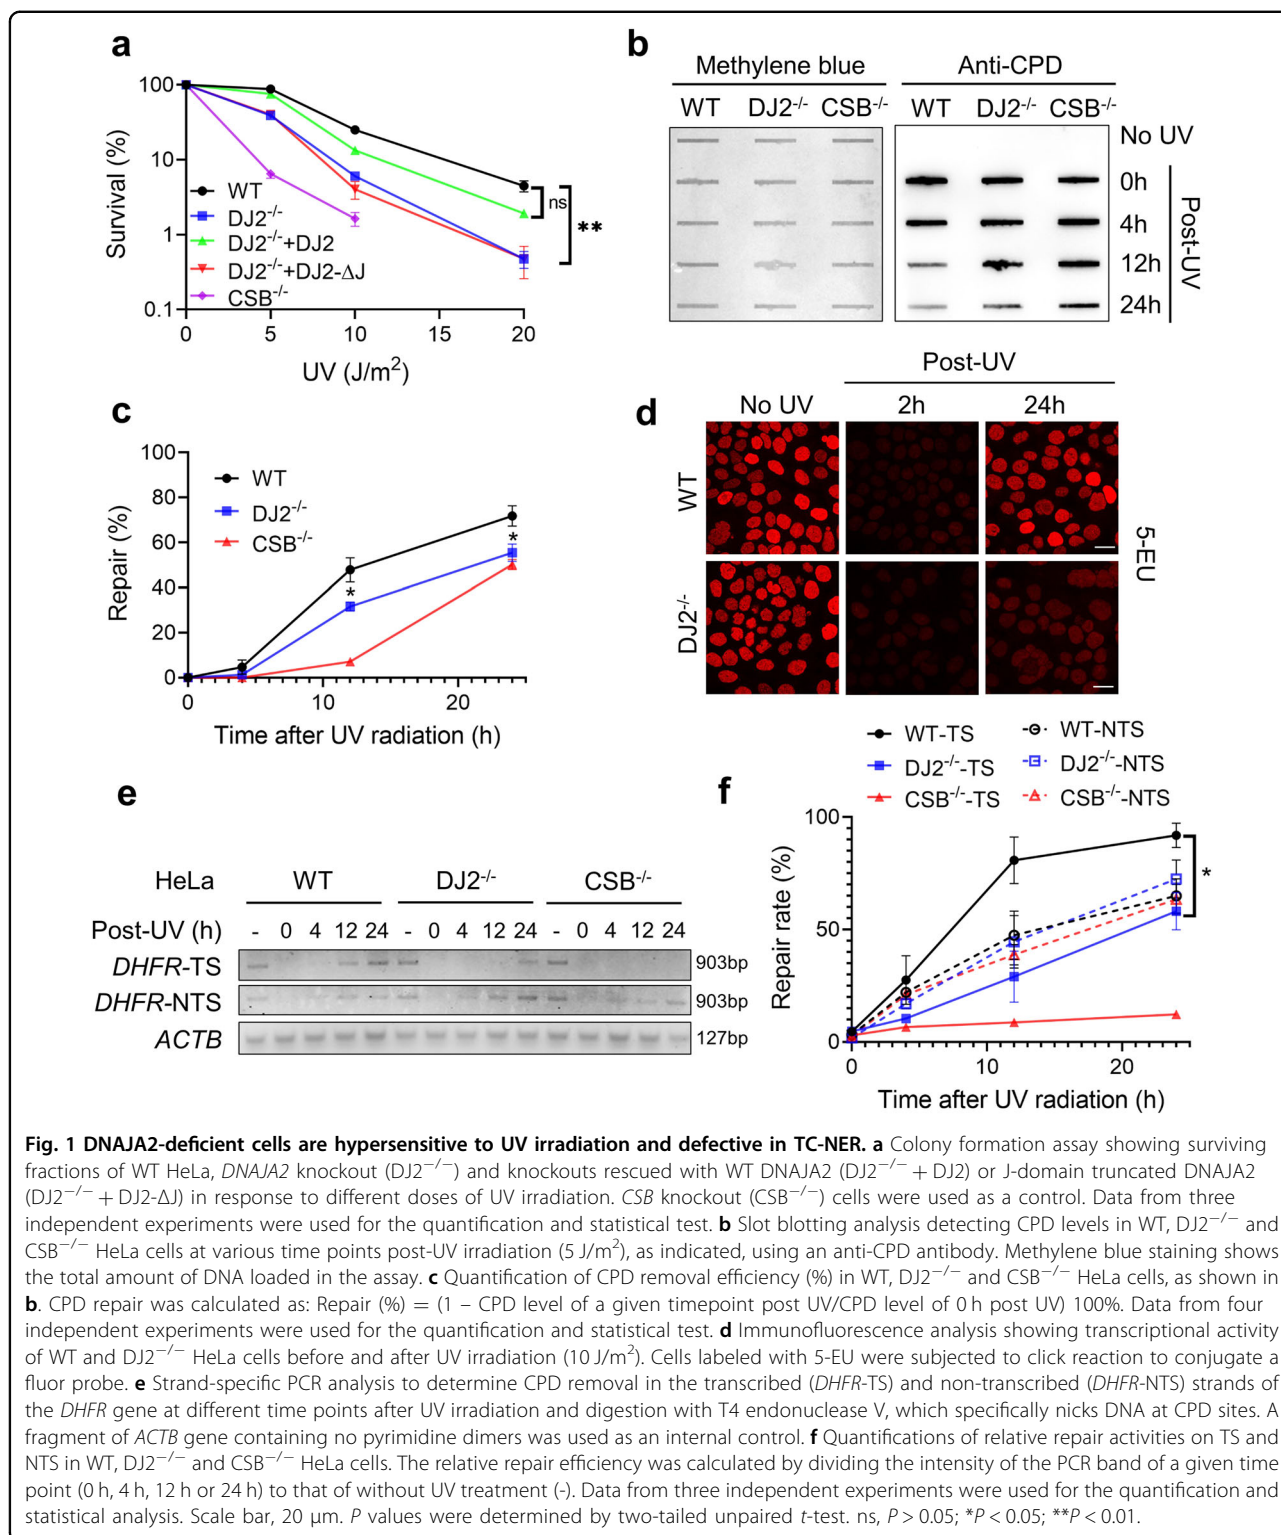 a
100
10
1
0.1
Survival (%)
0 5 10 15 20
UV (J/m²)
WT
DJ2⁻/⁻
DJ2⁻/⁻+DJ2
DJ2⁻/⁻+DJ2-ΔJ
CSB⁻/⁻
ns
**
b
Methylene blue Anti-CPD
WT DJ2⁻/⁻ CSB⁻/⁻ WT DJ2⁻/⁻ CSB⁻/⁻
No UV
0h
4h
12h
24h
Post-UV
c
100
80
60
40
20
0
Repair (%)
WT
DJ2⁻/⁻
CSB⁻/⁻
*
*
0 10 20
Time after UV radiation (h)
d
Post-UV
No UV 2h 24h
WT
DJ2⁻/⁻
5-EU
e
HeLa WT DJ2⁻/⁻ CSB⁻/⁻
Post-UV (h) - 0 4 12 24 - 0 4 12 24 - 0 4 12 24
DHFR-TS 903bp
DHFR-NTS 903bp
ACTB 127bp
f
WT-TS WT-NTS
DJ2⁻/⁻-TS DJ2⁻/⁻-NTS
CSB⁻/⁻-TS CSB⁻/⁻-NTS
100
50
0
Repair rate (%)
*
0 10 20
Time after UV radiation (h)
Fig. 1 DNAJA2-deficient cells are hypersensitive to UV irradiation and defective in TC-NER. a Colony formation assay showing surviving
fractions of WT HeLa, DNAJA2 knockout (DJ2⁻/⁻) and knockouts rescued with WT DNAJA2 (DJ2⁻/⁻ + DJ2) or J-domain truncated DNAJA2
(DJ2⁻/⁻ + DJ2-ΔJ) in response to different doses of UV irradiation. CSB knockout (CSB⁻/⁻) cells were used as a control. Data from three
independent experiments were used for the quantification and statistical test. b Slot blotting analysis detecting CPD levels in WT, DJ2⁻/⁻ and
CSB⁻/⁻ HeLa cells at various time points post-UV irradiation (5 J/m²), as indicated, using an anti-CPD antibody. Methylene blue staining shows
the total amount of DNA loaded in the assay. c Quantification of CPD removal efficiency (%) in WT, DJ2⁻/⁻ and CSB⁻/⁻ HeLa cells, as shown in
b. CPD repair was calculated as: Repair (%) = (1 – CPD level of a given timepoint post UV/CPD level of 0 h post UV) 100%. Data from four
independent experiments were used for the quantification and statistical test. d Immunofluorescence analysis showing transcriptional activity
of WT and DJ2⁻/⁻ HeLa cells before and after UV irradiation (10 J/m²). Cells labeled with 5-EU were subjected to click reaction to conjugate a
fluor probe. e Strand-specific PCR analysis to determine CPD removal in the transcribed (DHFR-TS) and non-transcribed (DHFR-NTS) strands of
the DHFR gene at different time points after UV irradiation and digestion with T4 endonuclease V, which specifically nicks DNA at CPD sites. A
fragment of ACTB gene containing no pyrimidine dimers was used as an internal control. f Quantifications of relative repair activities on TS and
NTS in WT, DJ2⁻/⁻ and CSB⁻/⁻ HeLa cells. The relative repair efficiency was calculated by dividing the intensity of the PCR band of a given time
point (0 h, 4 h, 12 h or 24 h) to that of without UV treatment (-). Data from three independent experiments were used for the quantification and
statistical analysis. Scale bar, 20 μm. P values were determined by two-tailed unpaired t-test. ns, P > 0.05; *P < 0.05; **P < 0.01.